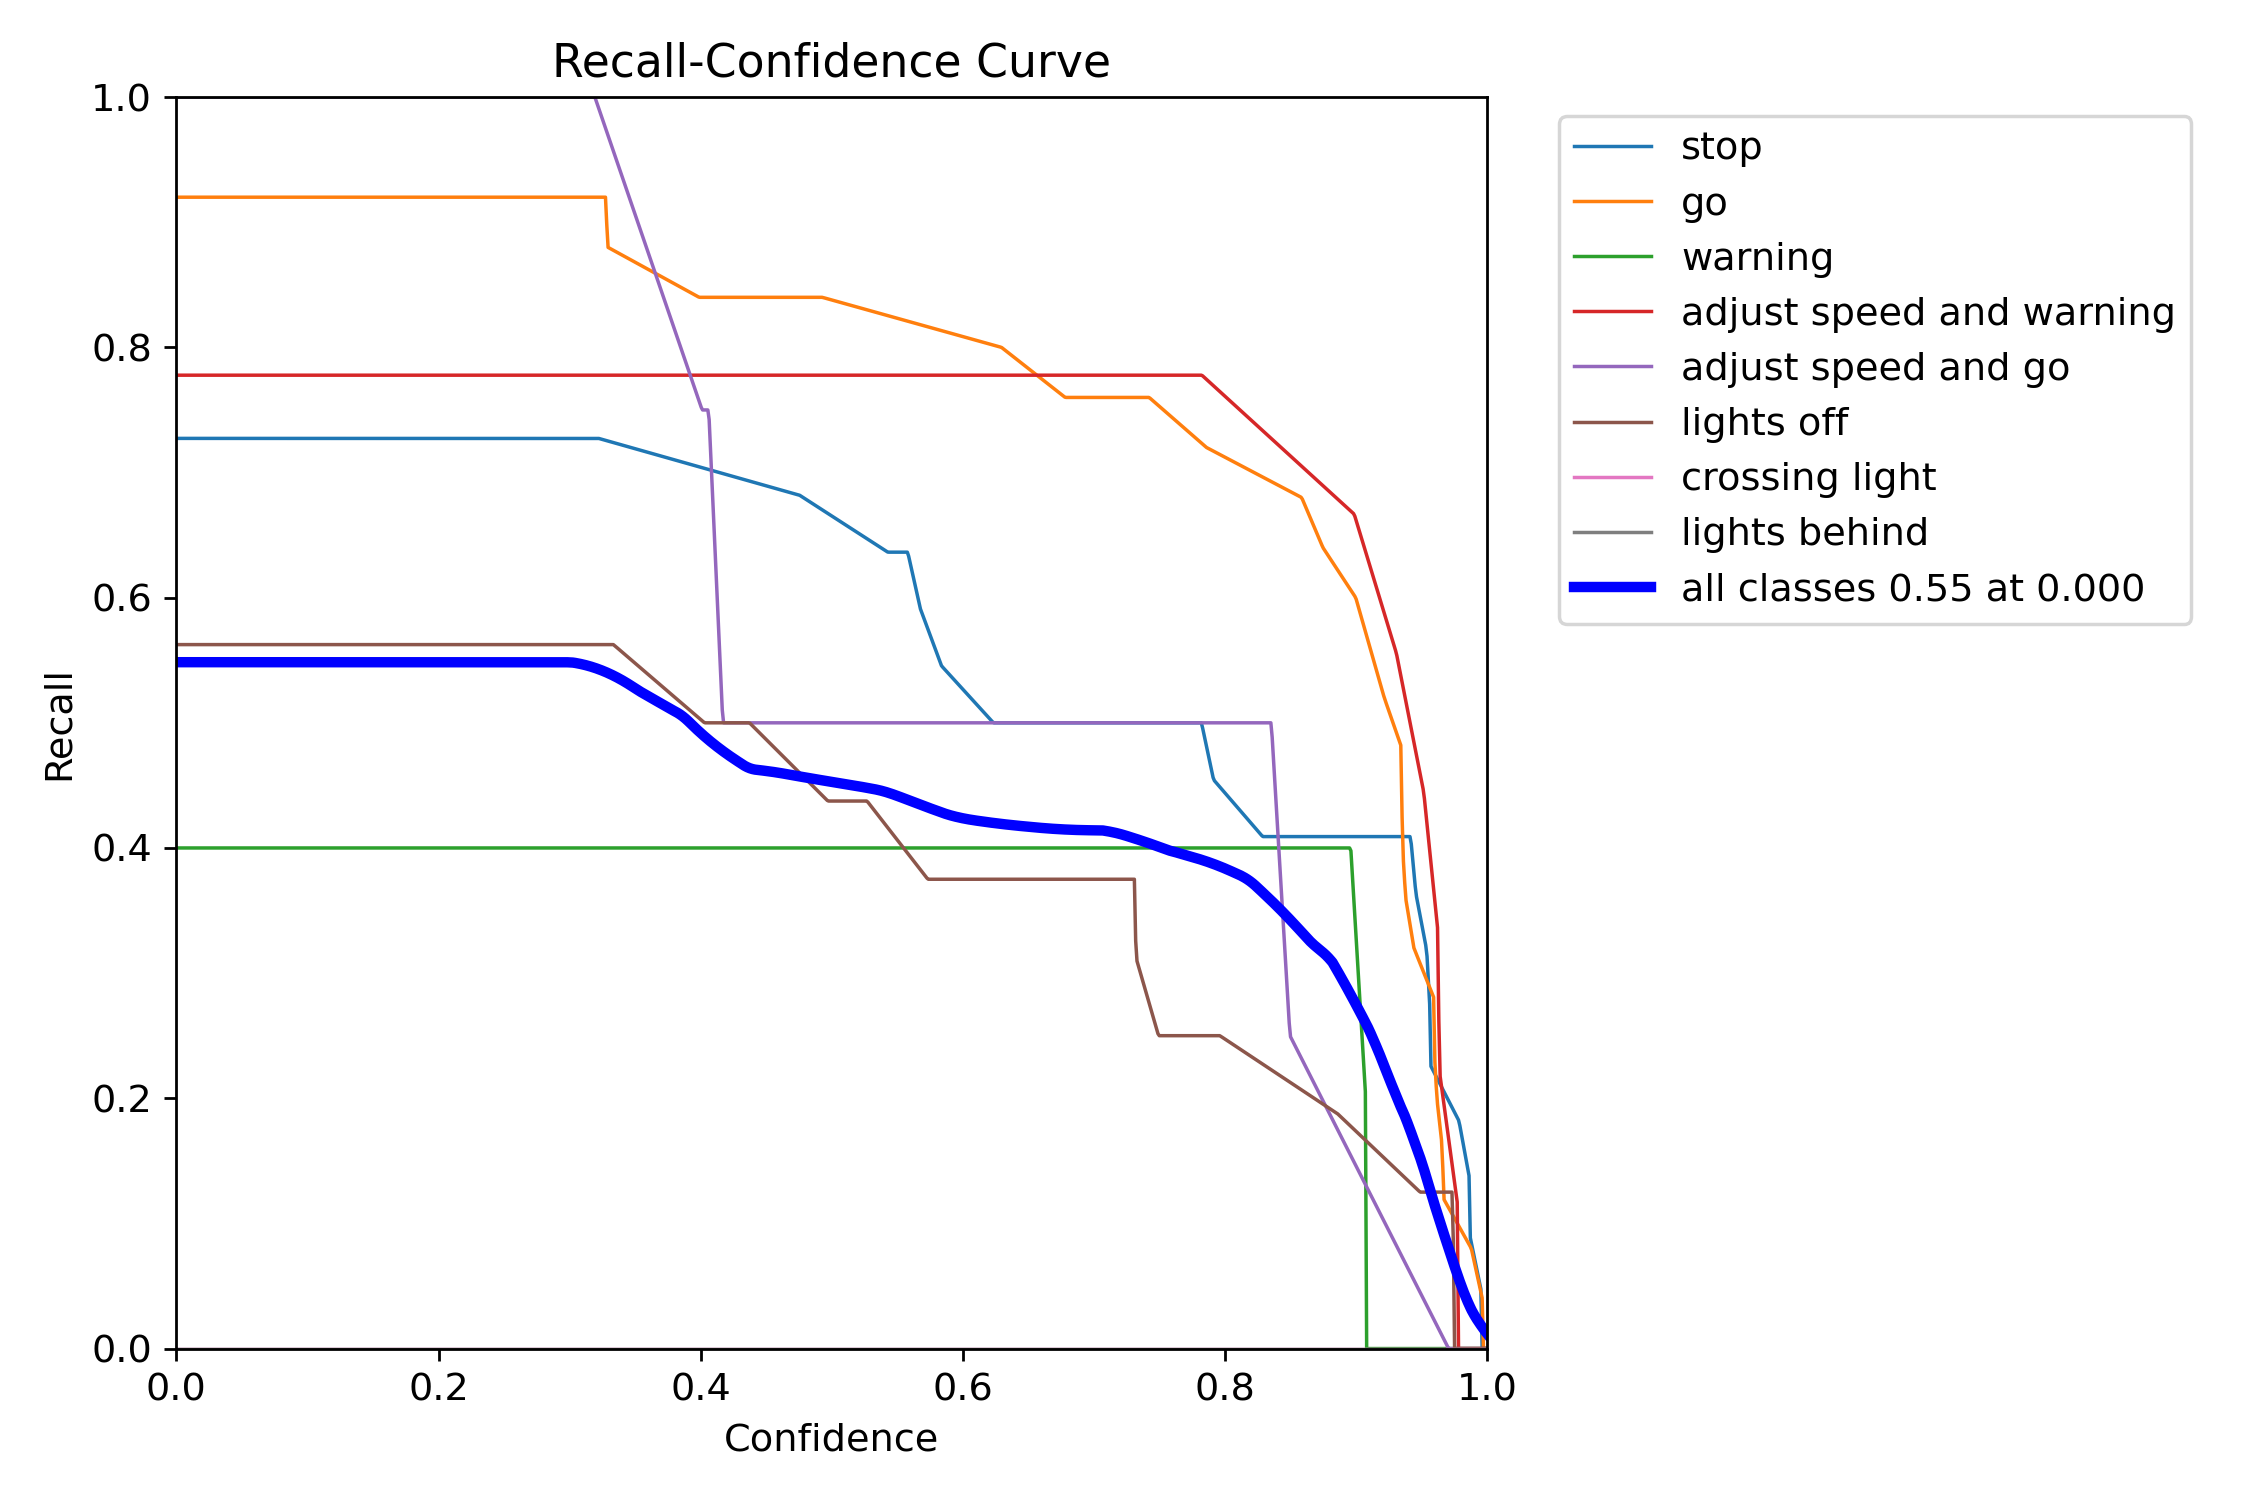 Recall-Confidence Curve
1.0
0.8
0.6
0.4
0.2
0.0
Recall
0.0 0.2 0.4 0.6 0.8 1.0
Confidence
stop
go
warning
adjust speed and warning
adjust speed and go
lights off
crossing light
lights behind
all classes 0.55 at 0.000